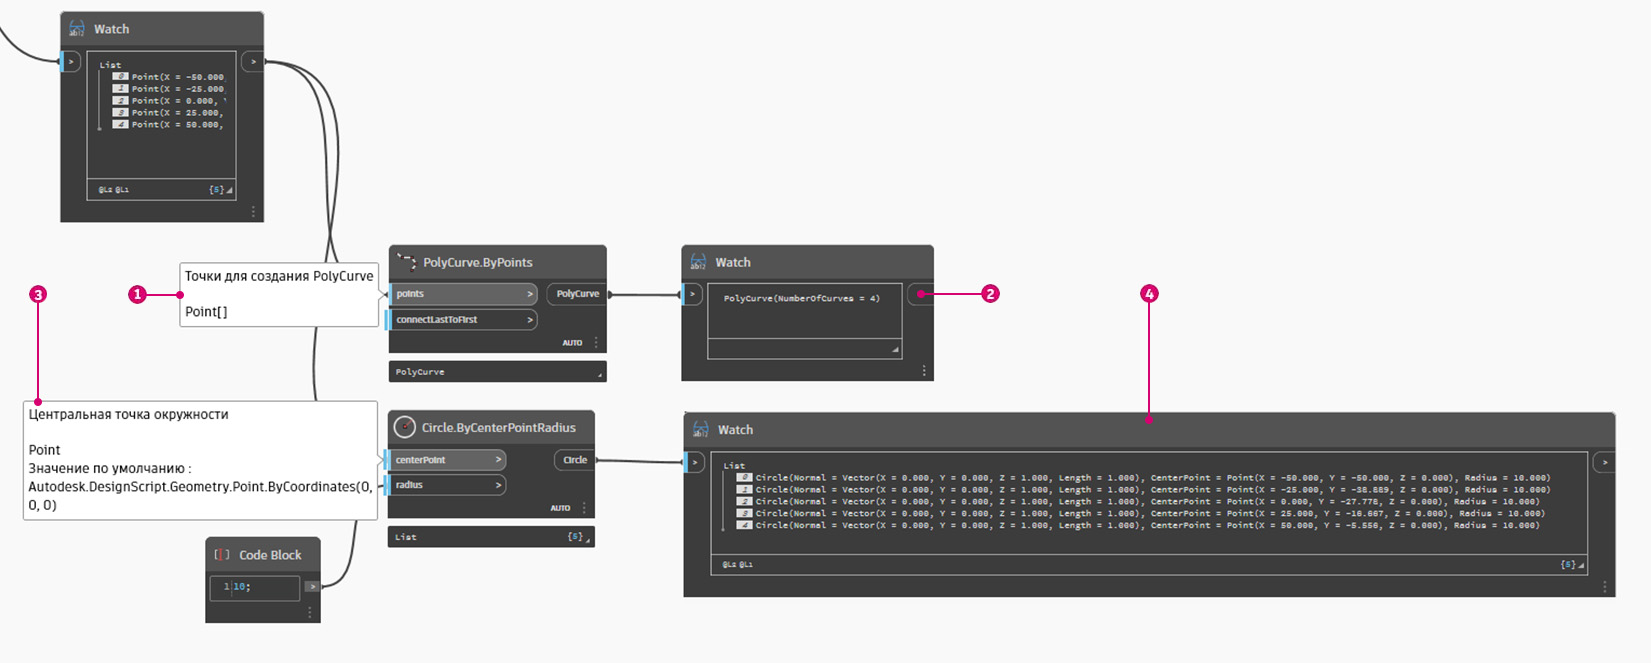 Watch
>
>
List
0 Point(X = -50.000,
1 Point(X = -25.000,
2 Point(X = 0.000, Y
3 Point(X = 25.000,
4 Point(X = 50.000,
@L2 @L1
{5}
Точки для создания PolyCurve
Point[]
1
3
PolyCurve.ByPoints
points >
PolyCurve
connectLastToFirst >
AUTO
PolyCurve
Watch
>
PolyCurve(NumberOfCurves = 4)
2
4
Центральная точка окружности
Point
Значение по умолчанию :
Autodesk.DesignScript.Geometry.Point.ByCoordinates(0,
0, 0)
Circle.ByCenterPointRadius
centerPoint >
Circle
radius >
AUTO
List {5}
Watch
>
>
List
0 Circle(Normal = Vector(X = 0.000, Y = 0.000, Z = 1.000, Length = 1.000), CenterPoint = Point(X = -50.000, Y = -50.000, Z = 0.000), Radius = 10.000)
1 Circle(Normal = Vector(X = 0.000, Y = 0.000, Z = 1.000, Length = 1.000), CenterPoint = Point(X = -25.000, Y = -38.889, Z = 0.000), Radius = 10.000)
2 Circle(Normal = Vector(X = 0.000, Y = 0.000, Z = 1.000, Length = 1.000), CenterPoint = Point(X = 0.000, Y = -27.778, Z = 0.000), Radius = 10.000)
3 Circle(Normal = Vector(X = 0.000, Y = 0.000, Z = 1.000, Length = 1.000), CenterPoint = Point(X = 25.000, Y = -16.667, Z = 0.000), Radius = 10.000)
4 Circle(Normal = Vector(X = 0.000, Y = 0.000, Z = 1.000, Length = 1.000), CenterPoint = Point(X = 50.000, Y = -5.556, Z = 0.000), Radius = 10.000)
@L2 @L1
{5}
Code Block
1 10;
>